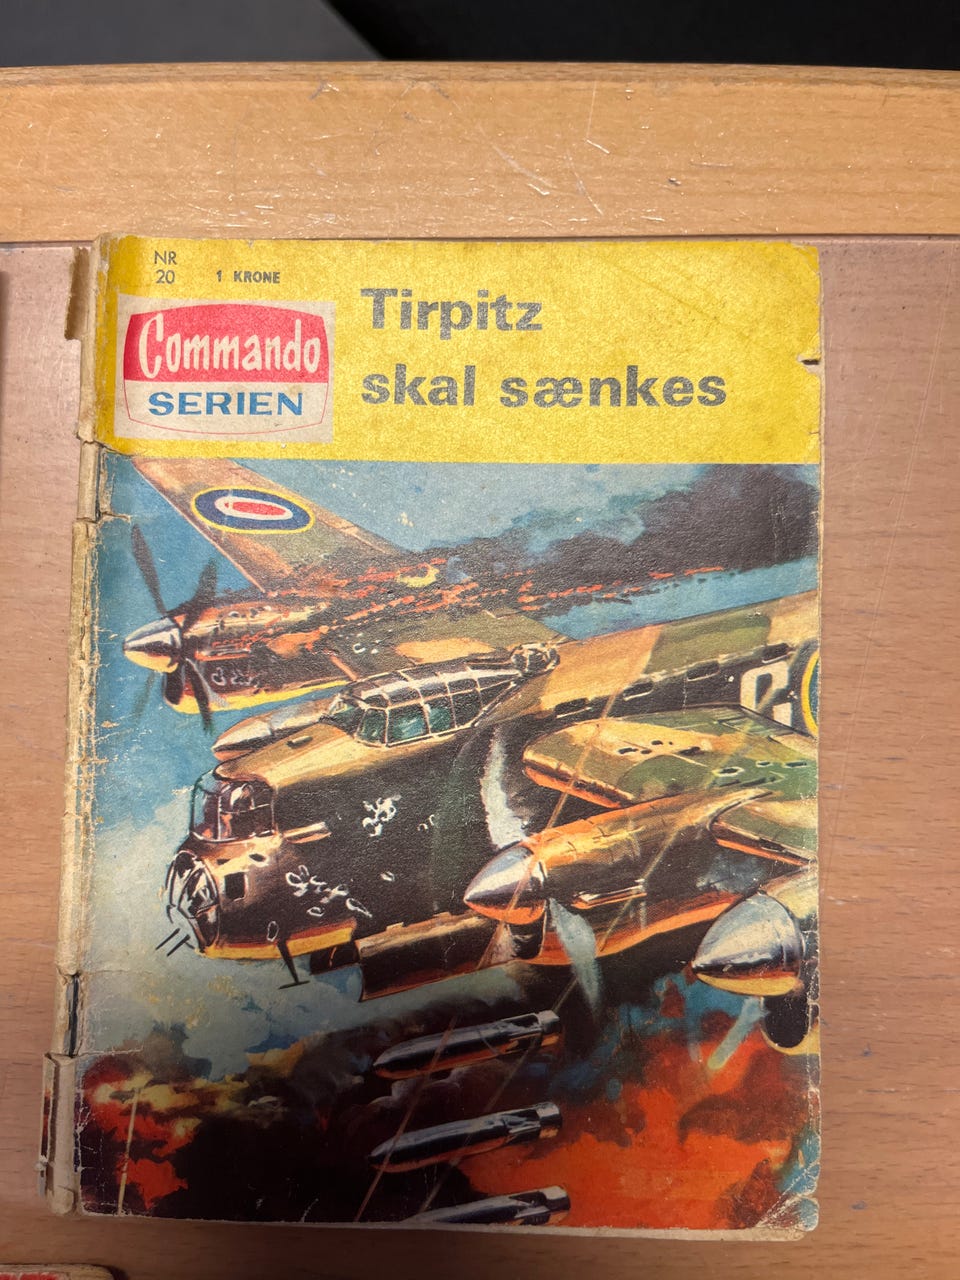 NR
20
1 KRONE
Commando
SERIEN
Tirpitz
skal sænkes